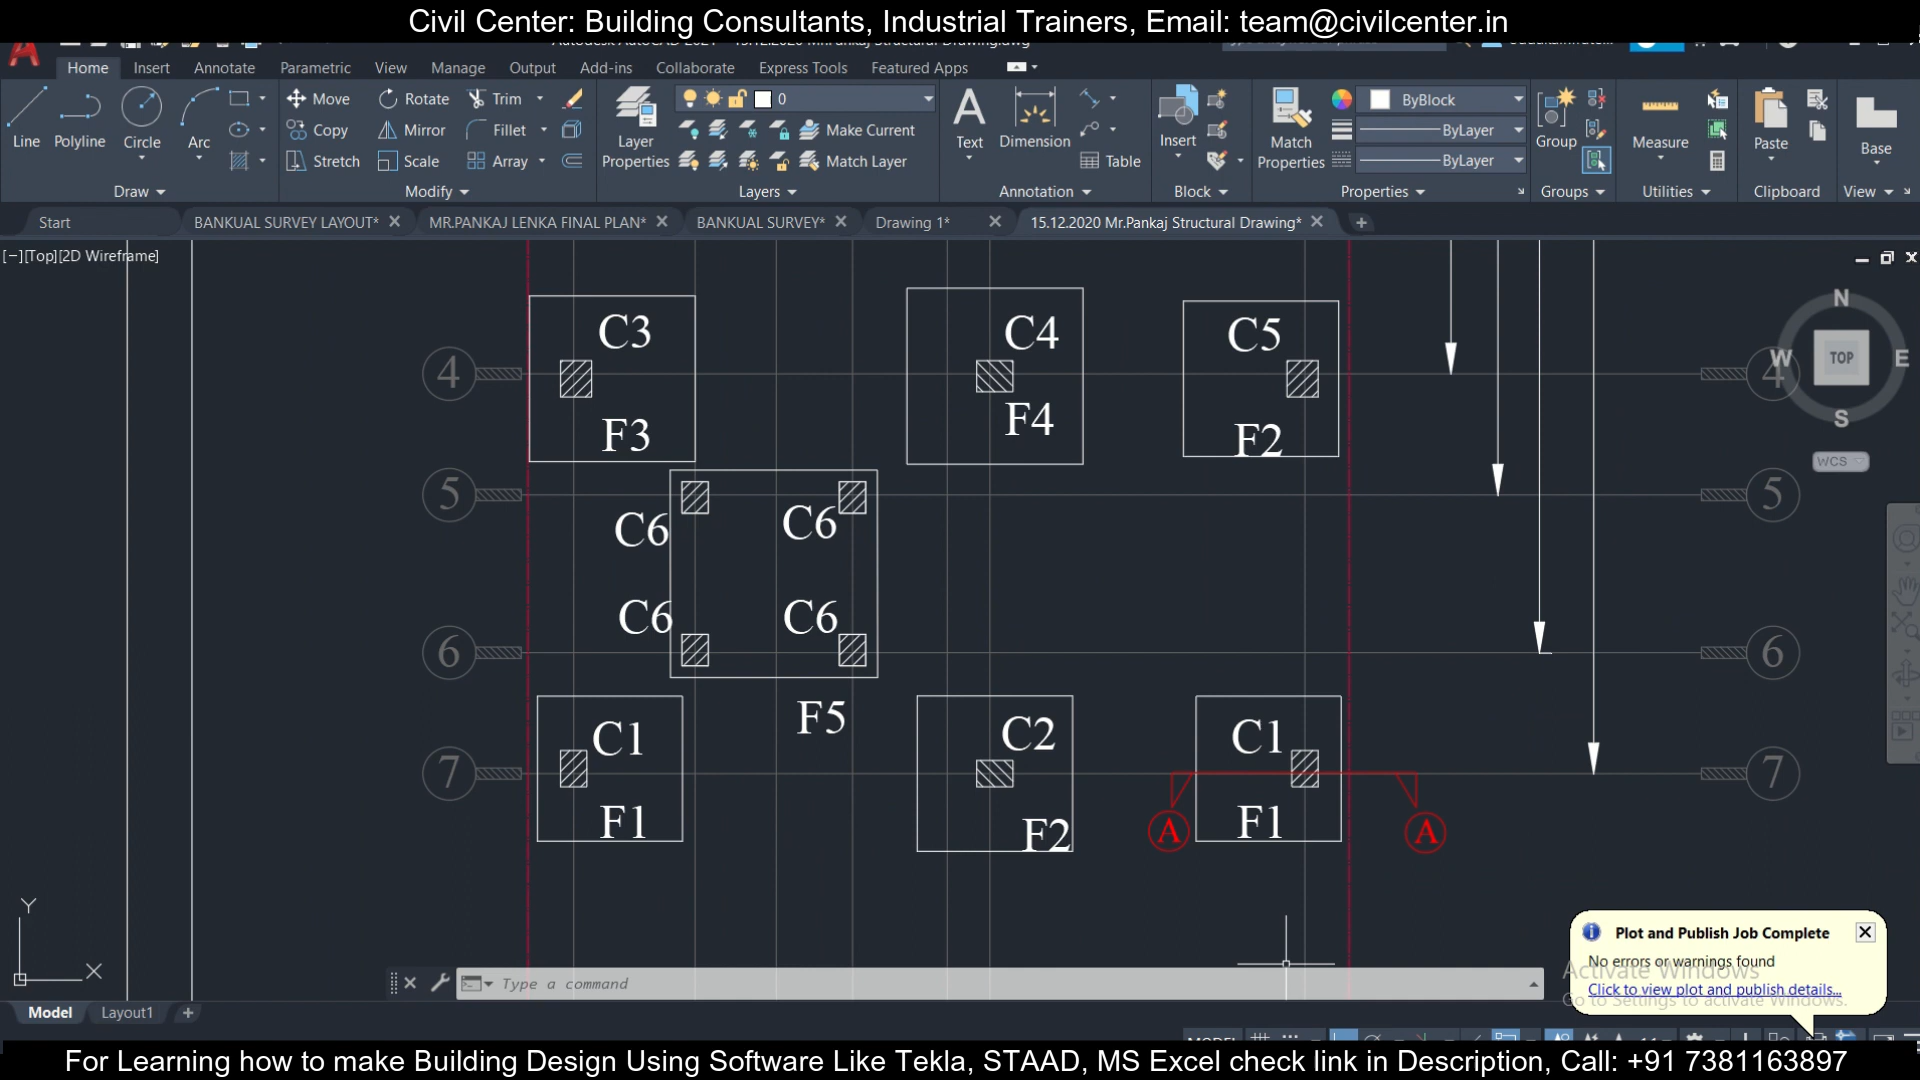 Civil Center: Building Consultants, Industrial Trainers, Email: team@civilcenter.in
Home Insert Annotate Parametric View Manage Output Add-ins Collaborate Express Tools Featured Apps
Line Polyline Circle Arc
Move Rotate Trim
Copy Mirror Fillet
Stretch Scale Array
Layer Properties
0
Make Current
Match Layer
Text Dimension Table
Insert
Match Properties
ByBlock
ByLayer
ByLayer
Group
Measure
Paste
Base
Draw Modify Layers Annotation Block Properties Groups Utilities Clipboard View
Start BANKUAL SURVEY LAYOUT* MR.PANKAJ LENKA FINAL PLAN* BANKUAL SURVEY* Drawing 1* 15.12.2020 Mr.Pankaj Structural Drawing*
[−][Top][2D Wireframe]
N
W TOP E
S
WCS
C3 C4 C5
4 4
F3 F4 F2
5 5
C6 C6
C6 C6
6 6
F5
C1 C2 C1
7 7
F1 F2 F1
A A
Y
X
Type a command
Plot and Publish Job Complete
No errors or warnings found
Click to view plot and publish details...
Activate Windows
Go to Settings to activate Windows.
Model Layout1
For Learning how to make Building Design Using Software Like Tekla, STAAD, MS Excel check link in Description, Call: +91 7381163897